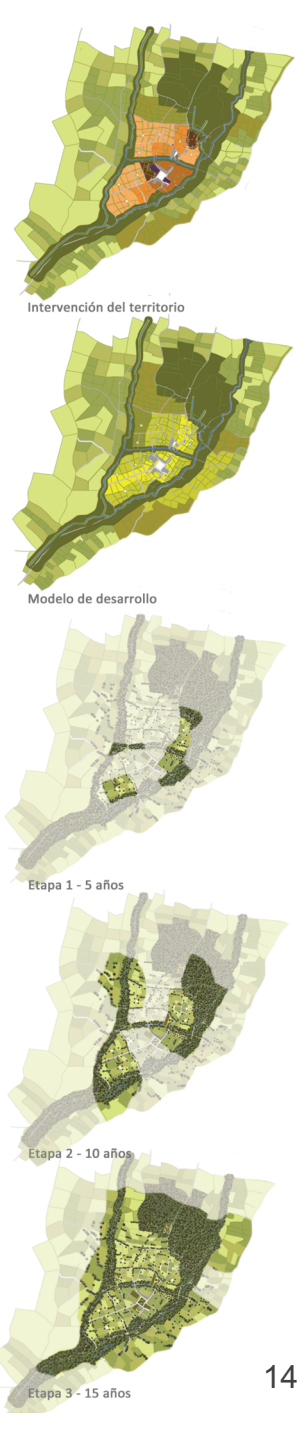 Intervención del territorio
Modelo de desarrollo
Etapa 1 - 5 años
Etapa 2 - 10 años
Etapa 3 - 15 años
14